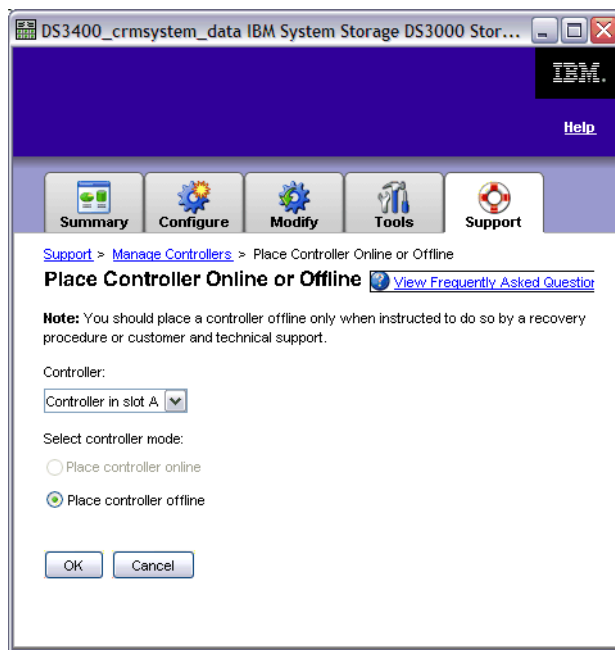 DS3400_crmsystem_data IBM System Storage DS3000 Stor...
IBM.
Help
Summary
Configure
Modify
Tools
Support
Support > Manage Controllers > Place Controller Online or Offline
Place Controller Online or Offline ? View Frequently Asked Question
Note: You should place a controller offline only when instructed to do so by a recovery
procedure or customer and technical support.
Controller:
Controller in slot A
Select controller mode:
Place controller online
Place controller offline
OK Cancel